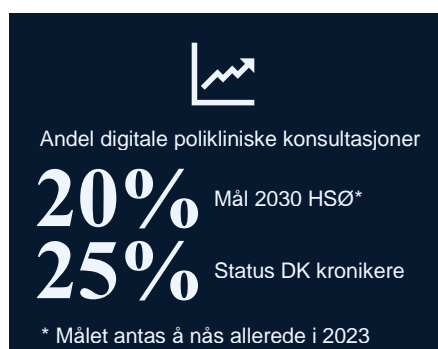 Andel digitale polikliniske konsultasjoner
20% Mål 2030 HSØ*
25% Status DK kronikere
* Målet antas å nås allerede i 2023